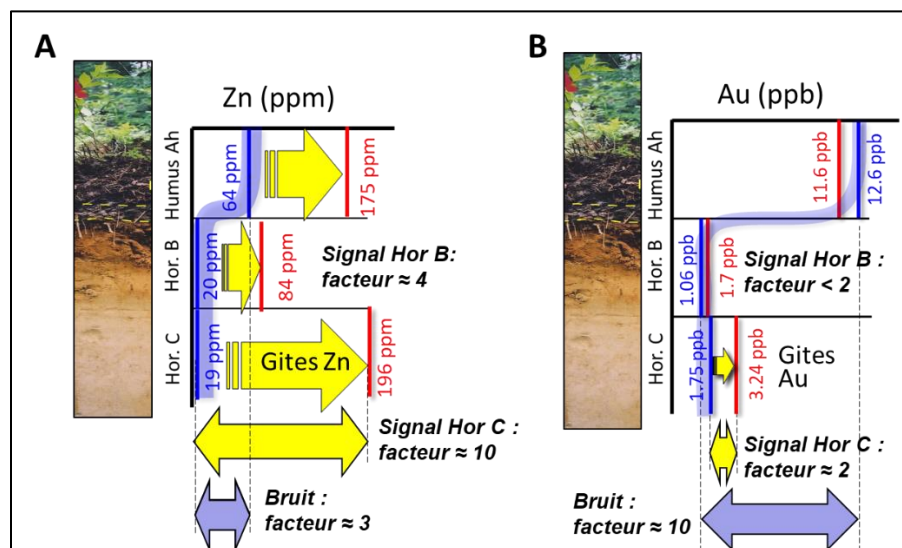 A
Zn (ppm)
Humus Ah
64 ppm
175 ppm
Hor. B
20 ppm
84 ppm
Signal Hor B:
facteur ≈ 4
Hor. C
19 ppm
Gites Zn
196 ppm
Signal Hor C :
facteur ≈ 10
Bruit :
facteur ≈ 3
B
Au (ppb)
Humus Ah
11.6 ppb
12.6 ppb
Hor. B
1.06 ppb
1.7 ppb
Signal Hor B :
facteur < 2
Hor. C
1.75 ppb
3.24 ppb
Gites
Au
Signal Hor C :
facteur ≈ 2
Bruit :
facteur ≈ 10